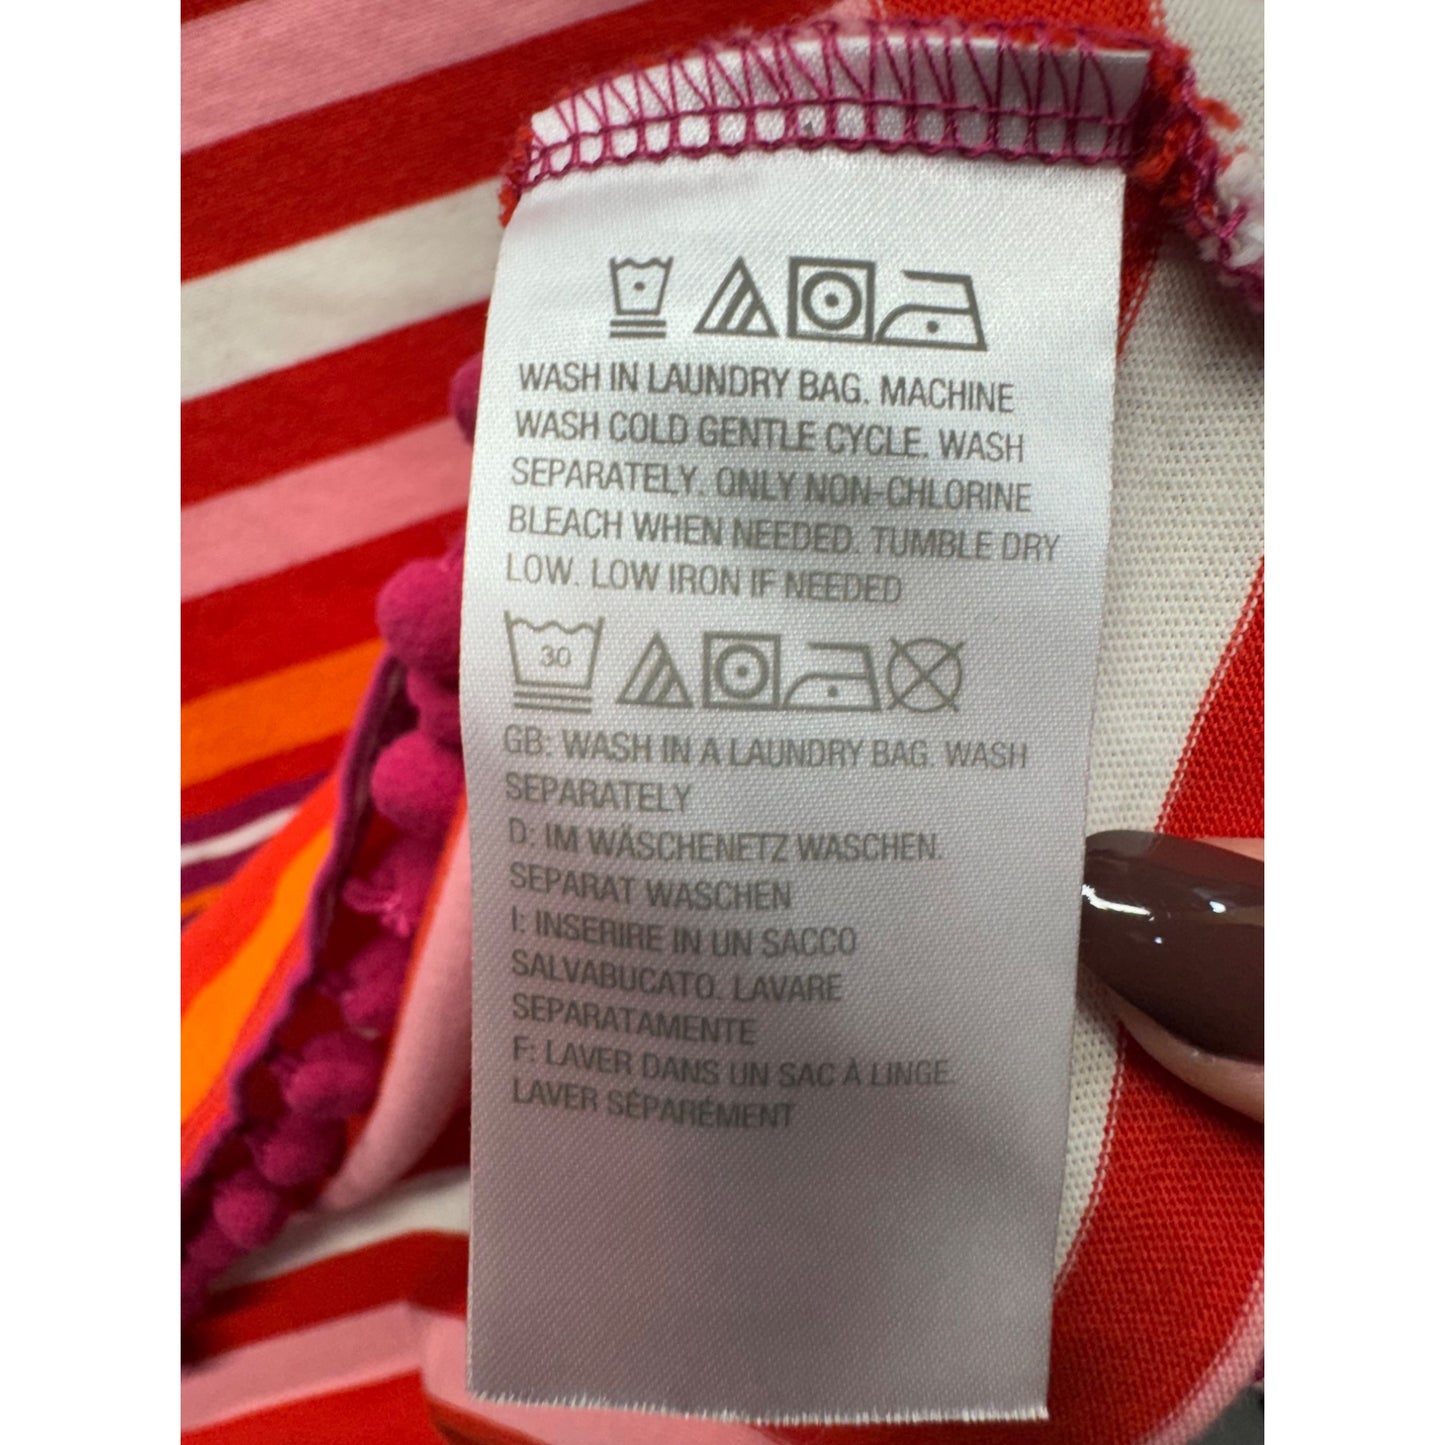 WASH IN LAUNDRY BAG. MACHINE
WASH COLD GENTLE CYCLE. WASH
SEPARATELY. ONLY NON-CHLORINE
BLEACH WHEN NEEDED. TUMBLE DRY
LOW. LOW IRON IF NEEDED
30
GB: WASH IN A LAUNDRY BAG. WASH
SEPARATELY
D: IM WÄSCHENETZ WASCHEN.
SEPARAT WASCHEN
I: INSERIRE IN UN SACCO
SALVABUCATO. LAVARE
SEPARATAMENTE
F: LAVER DANS UN SAC À LINGE.
LAVER SÉPARÉMENT